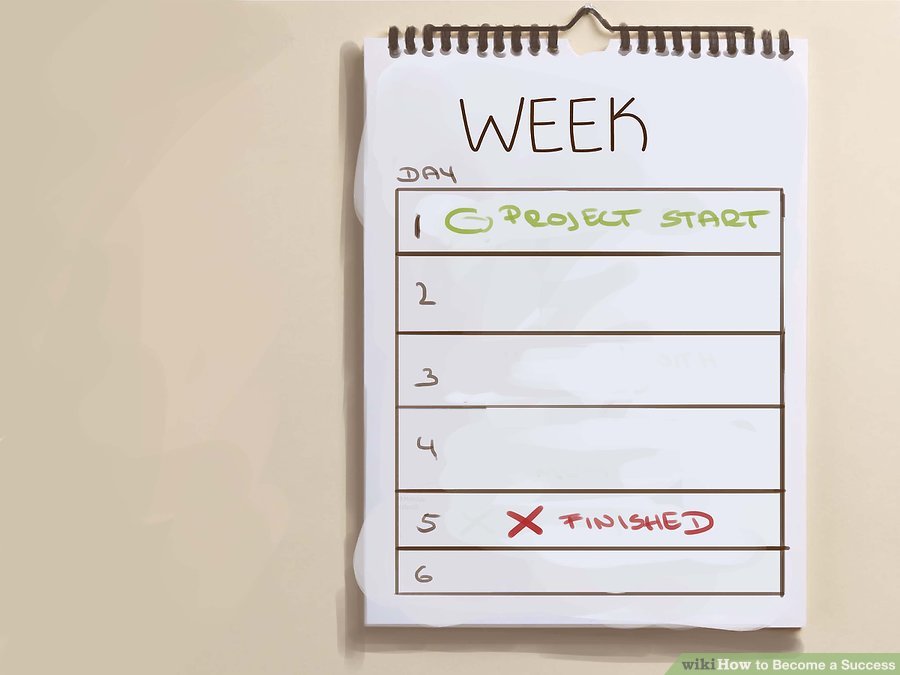 WEEK
DAY
1 PROJECT START
2
3
4
5 X FINISHED
6
wikiHow to Become a Success